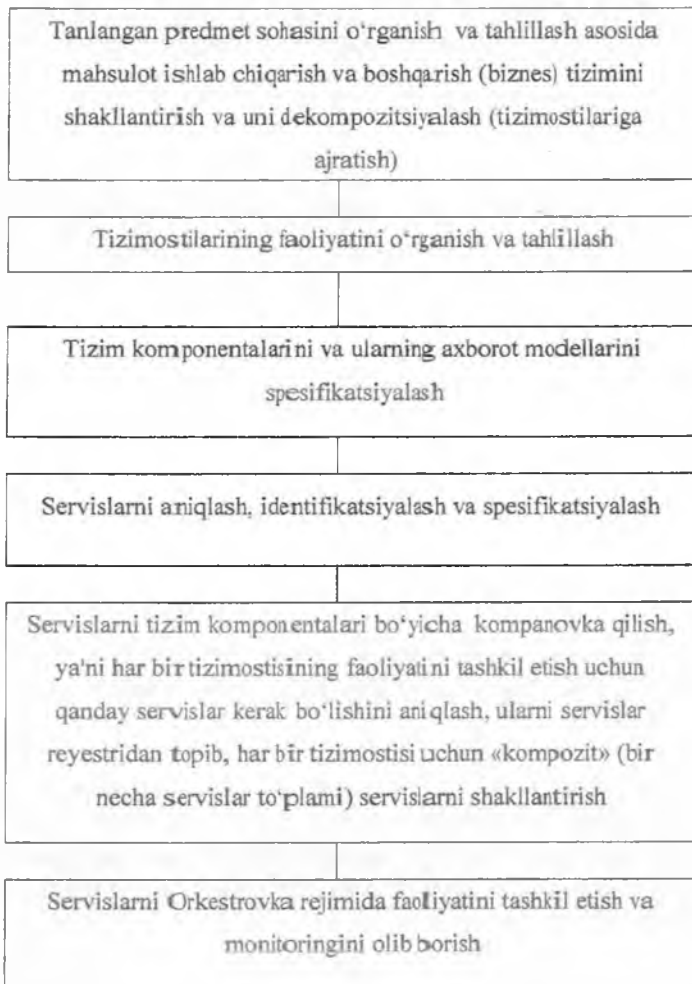 Tanlangan predmet sohasini o‘rganish va tahlillash asosida
mahsulot ishlab chiqarish va boshqarish (biznes) tizimini
shakllantirish va uni dekompozitsiyalash (tizimostilariga
ajratish)
Tizimostilarining faoliyatini o‘rganish va tahlillash
Tizim komponentalarini va ularning axborot modellarini
spesifikatsiyalash
Servislarni aniqlash, identifikatsiyalash va spesifikatsiyalash
Servislarni tizim komponentalari bo‘yicha kompanovka qilish,
ya'ni har bir tizimostisining faoliyatini tashkil etish uchun
qanday servislar kerak bo‘lishini aniqlash, ularni servislar
reyestridan topib, har bir tizimostisi uchun «kompozit» (bir
necha servislar to‘plami) servislarni shakllantirish
Servislarni Orkestrovka rejimida faoliyatini tashkil etish va
monitoringini olib borish